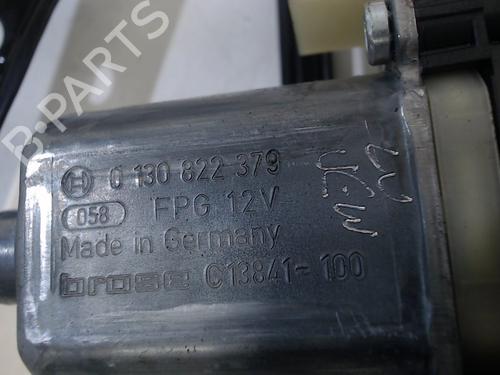 B-PARTS
0 130 822 379
058 FPG 12V
Made in Germany
brose C13841-100